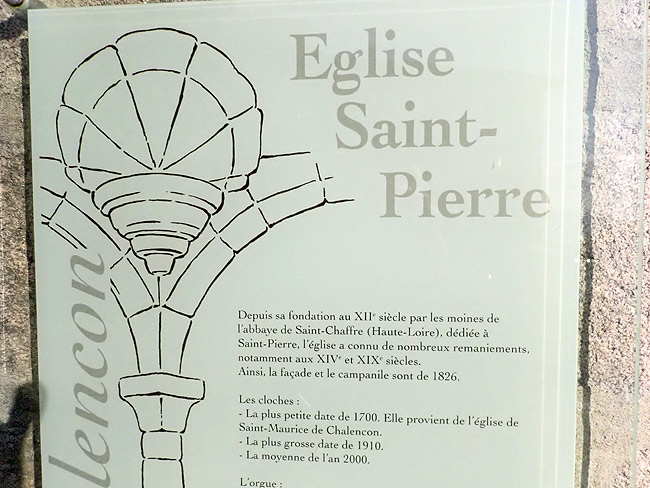 Eglise
Saint-
Pierre
lencon
Depuis sa fondation au XIIe siècle par les moines de
l'abbaye de Saint-Chaffre (Haute-Loire), dédiée à
Saint-Pierre, l'église a connu de nombreux remaniements,
notamment aux XIVe et XIXe siècles.
Ainsi, la façade et le campanile sont de 1826.
Les cloches :
- La plus petite date de 1700. Elle provient de l'église de
Saint-Maurice de Chalencon.
- La plus grosse date de 1910.
- La moyenne de l'an 2000.
L'orgue :